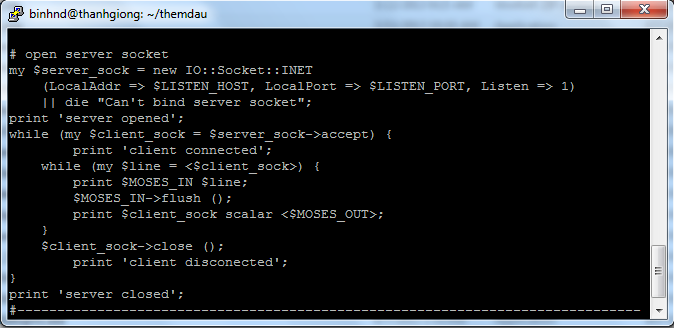 binhnd@thanhgiong: ~/themdau
# open server socket
my $server_sock = new IO::Socket::INET
    (LocalAddr => $LISTEN_HOST, LocalPort => $LISTEN_PORT, Listen => 1)
    || die "Can't bind server socket";
print 'server opened';
while (my $client_sock = $server_sock->accept) {
        print 'client connected';
    while (my $line = <$client_sock>) {
        print $MOSES_IN $line;
        $MOSES_IN->flush ();
        print $client_sock scalar <$MOSES_OUT>;
    }
    $client_sock->close ();
        print 'client disconected';
}
print 'server closed';
#------------------------------------------------------------------------------